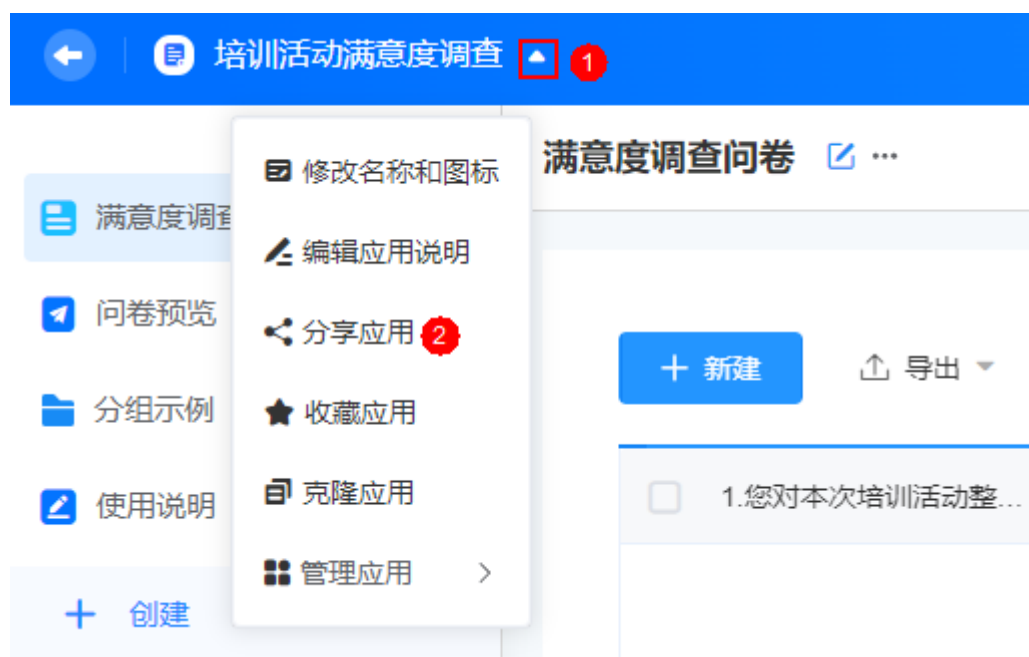 培训活动满意度调查
1
修改名称和图标
编辑应用说明
分享应用
2
收藏应用
克隆应用
管理应用
满意度调查
问卷预览
分组示例
使用说明
创建
满意度调查问卷
新建
导出
1.您对本次培训活动整...